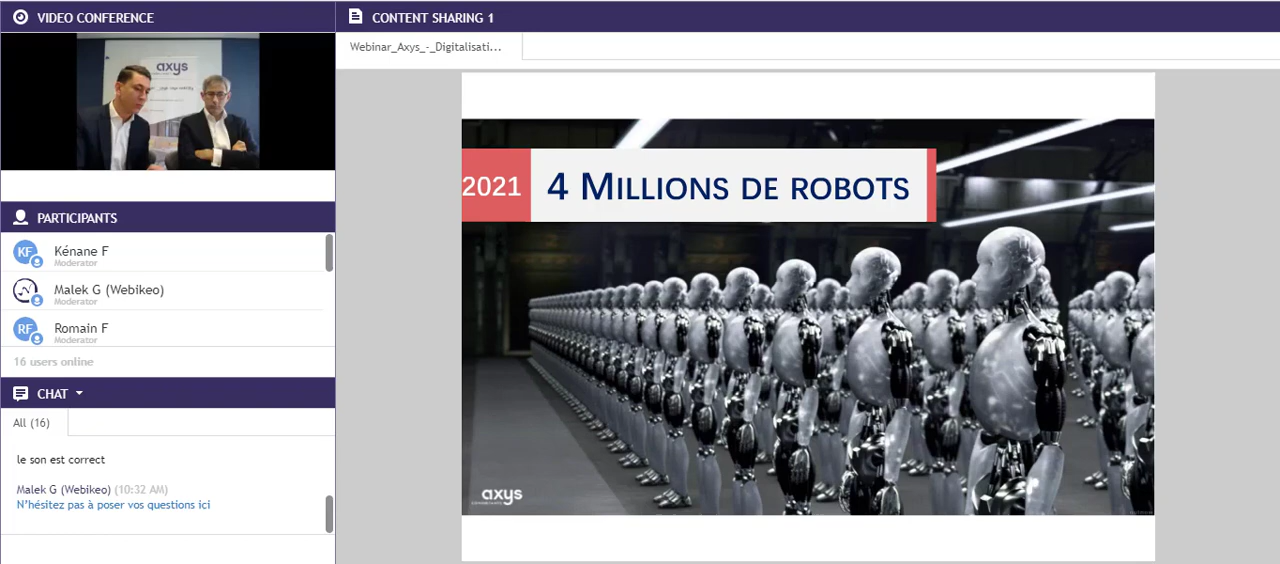 VIDEO CONFERENCE
axys
PARTICIPANTS
KF
Kénane F
Moderator
Malek G (Webikeo)
Moderator
RF
Romain F
Moderator
16 users online
CHAT
All (16)
le son est correct
Malek G (Webikeo) (10:32 AM)
N'hésitez pas à poser vos questions ici
CONTENT SHARING 1
Webinar_Axys_-_Digitalisati...
2021
4 MILLIONS DE ROBOTS
axys